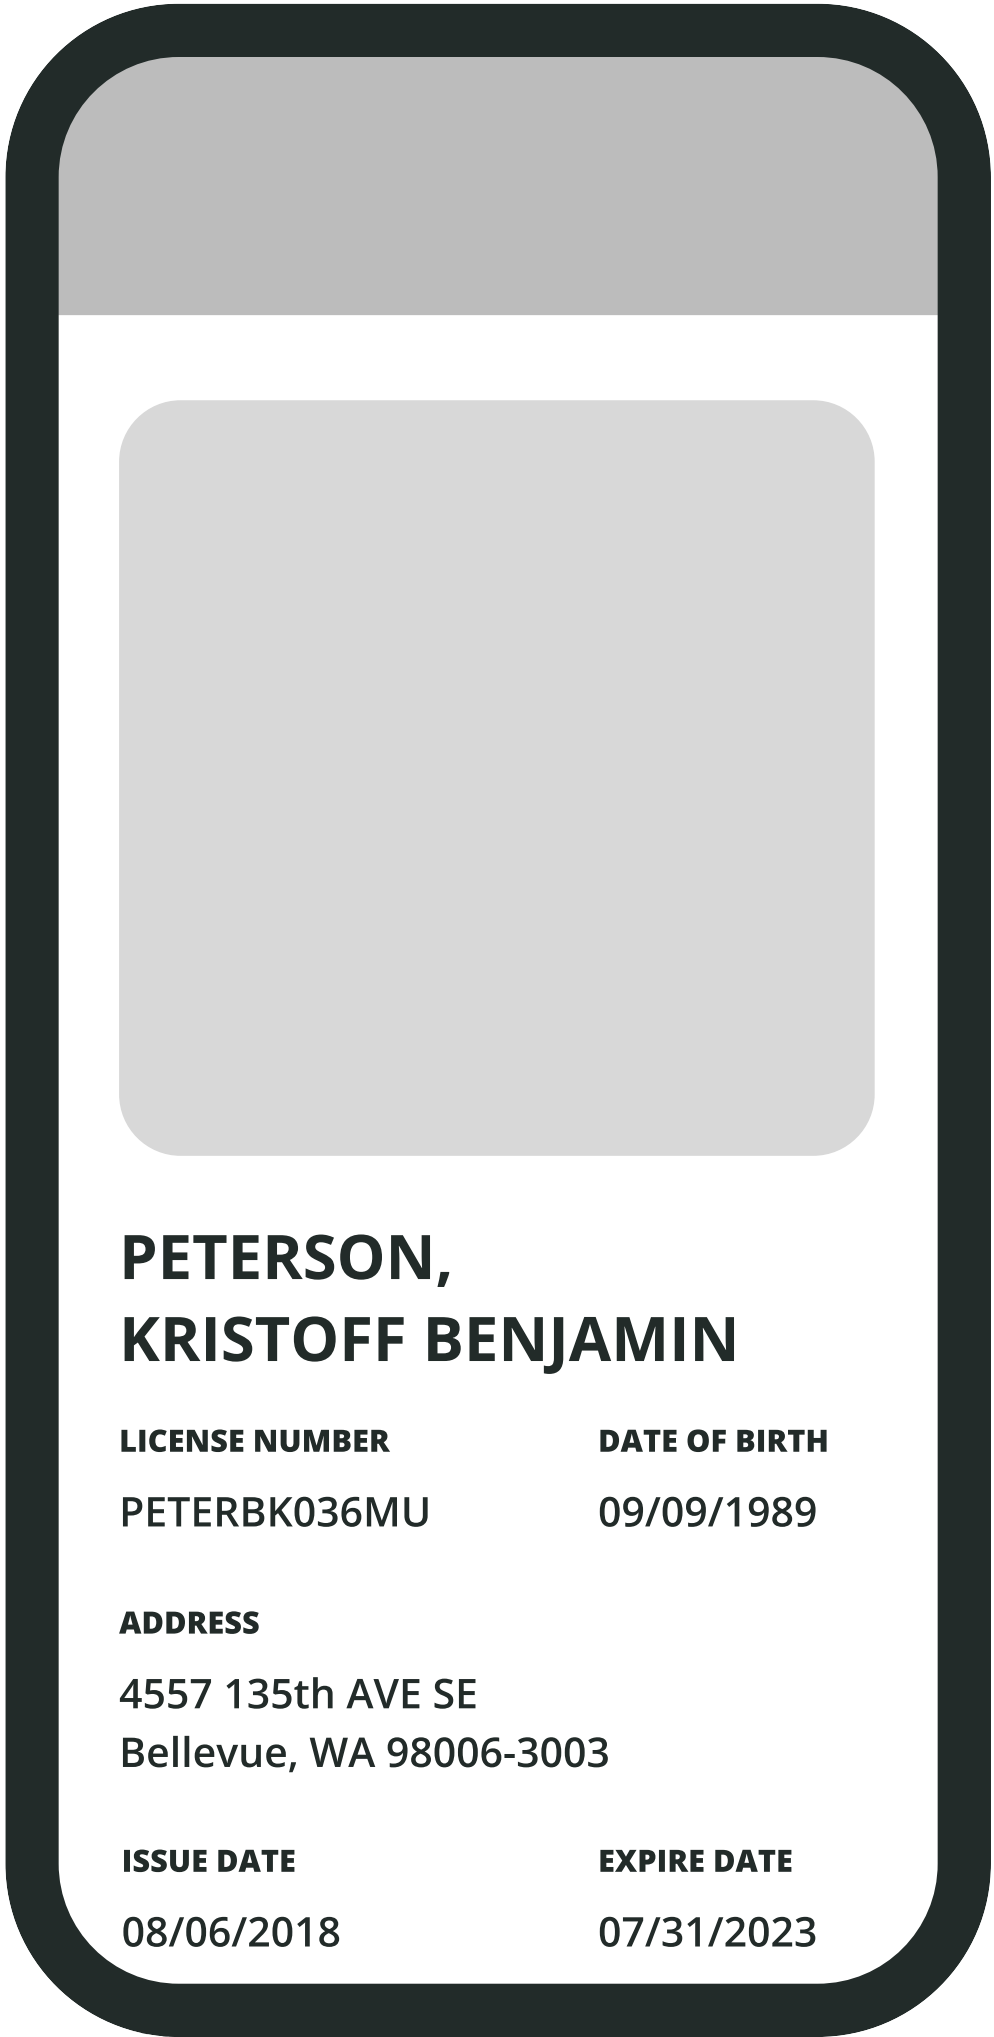 PETERSON,
KRISTOFF BENJAMIN
LICENSE NUMBER DATE OF BIRTH
PETERBK036MU 09/09/1989
ADDRESS
4557 135th AVE SE
Bellevue, WA 98006-3003
ISSUE DATE EXPIRE DATE
08/06/2018 07/31/2023